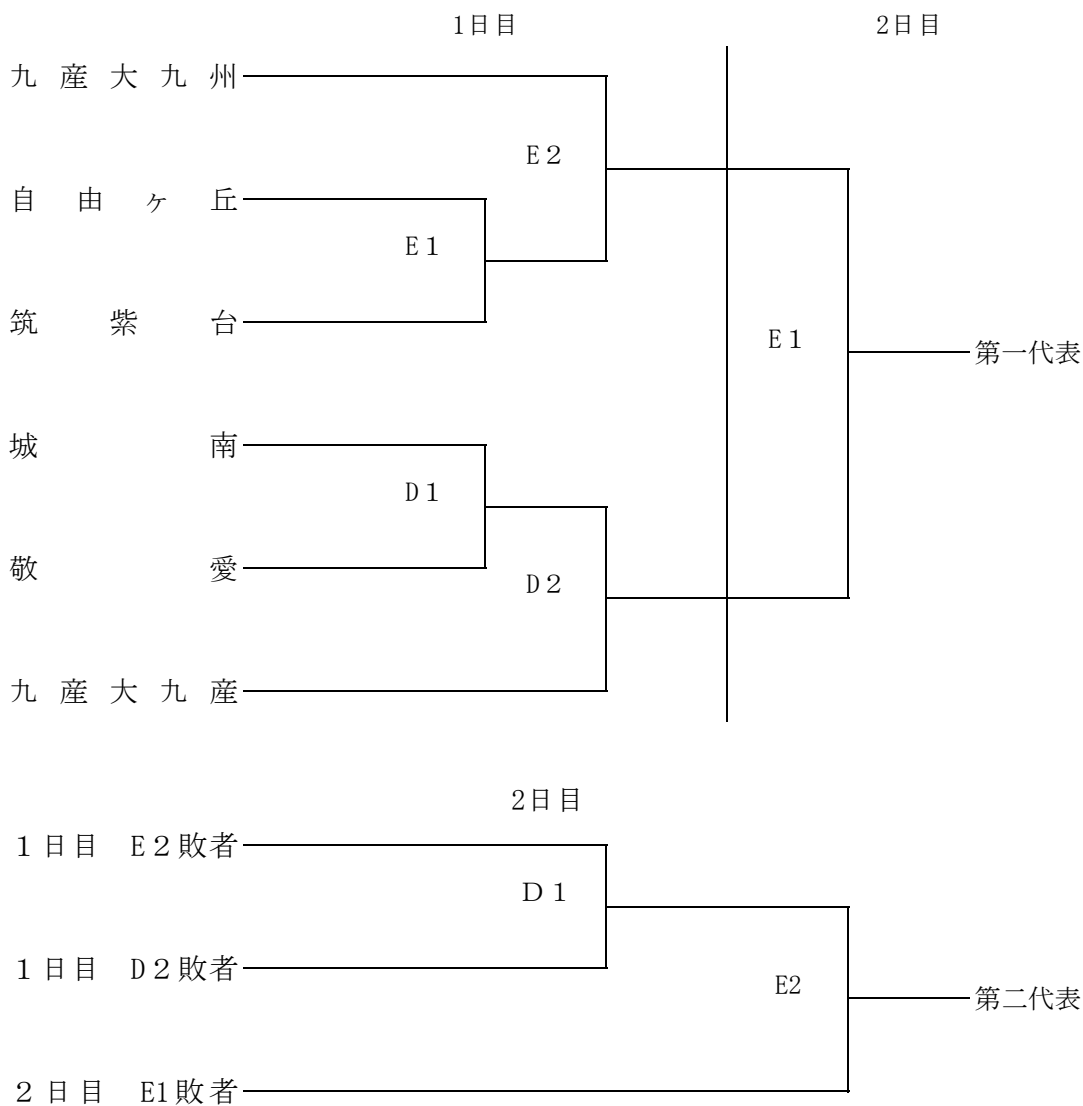 1日目 2日目
九産大九州
E２
自由ヶ丘
E１
筑紫台
E１ 第一代表
城南
D１
敬愛
D２
九産大九産
2日目
１日目 E２敗者
Ｄ１
１日目 D２敗者
E2 第二代表
２日目 E1敗者